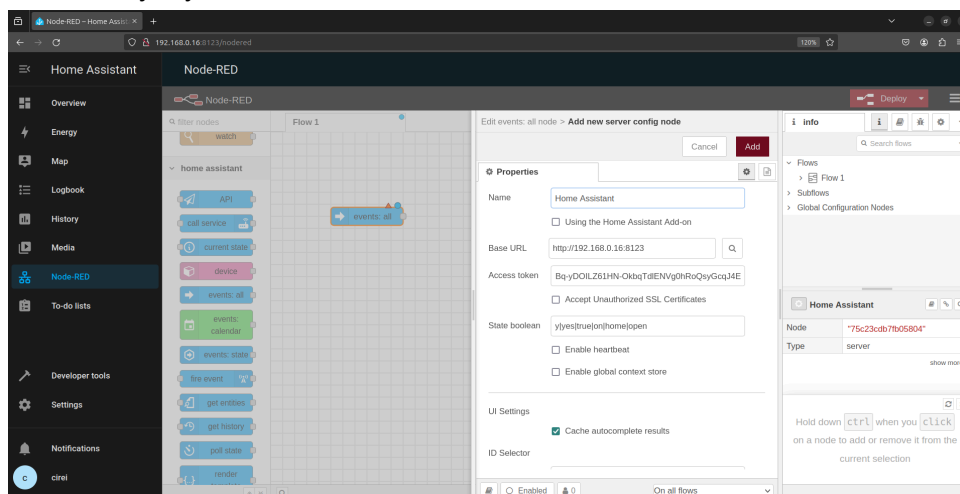 Node-RED – Home Assist
192.168.0.16:8123/nodered
120%
Home Assistant
Node-RED
Overview
Energy
Map
Logbook
History
Media
Node-RED
To-do lists
Developer tools
Settings
Notifications
c
cirei
Node-RED
Deploy
filter nodes
watch
home assistant
API
call service
current state
device
events: all
events:
calendar
events: state
fire event
get entities
get history
poll state
render
Flow 1
events: all
Edit events: all node > Add new server config node
Cancel
Add
Properties
Name
Home Assistant
Using the Home Assistant Add-on
Base URL
http://192.168.0.16:8123
Access token
Bq-yDOILZ61HN-OkbqTdlENVg0hRoQsyGcqJ4E
Accept Unauthorized SSL Certificates
State boolean
y|yes|true|on|home|open
Enable heartbeat
Enable global context store
UI Settings
Cache autocomplete results
ID Selector
Enabled
0
On all flows
info
Search flows
Flows
Flow 1
Subflows
Global Configuration Nodes
Home Assistant
Node
"75c23cdb7fb05804"
Type
server
show mor
Hold down ctrl when you click
on a node to add or remove it from the
current selection